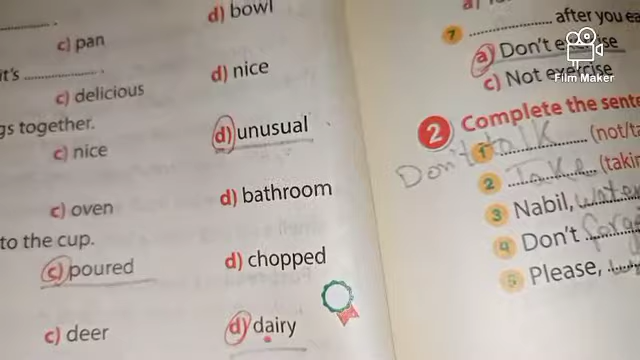 d) bowl
c) pan
it's
d) nice
c) delicious
gs together.
d) unusual
c) nice
d) bathroom
c) oven
to the cup.
c) poured
d) chopped
c) deer
d) dairy
7 after you ea
a) Don't exercise
c) Not exercise
Film Maker
2 Complete the sente
1 Don't talk (not/ta
2 Take (takin
3 Nabil, water
4 Don't
5 Please,